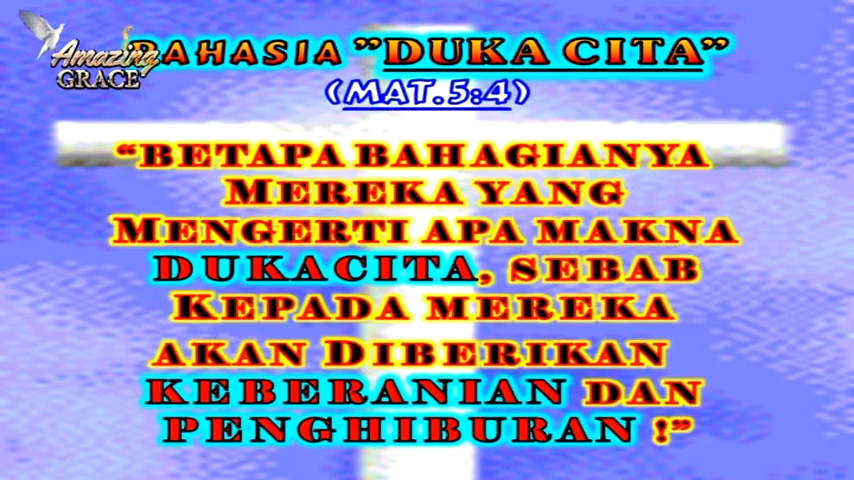 Amazing
GRACE
RAHASIA "DUKA CITA"
(MAT.5:4)
"BETAPA BAHAGIANYA
MEREKA YANG
MENGERTI APA MAKNA
DUKACITA, SEBAB
KEPADA MEREKA
AKAN DIBERIKAN
KEBERANIAN DAN
PENGHIBURAN !"